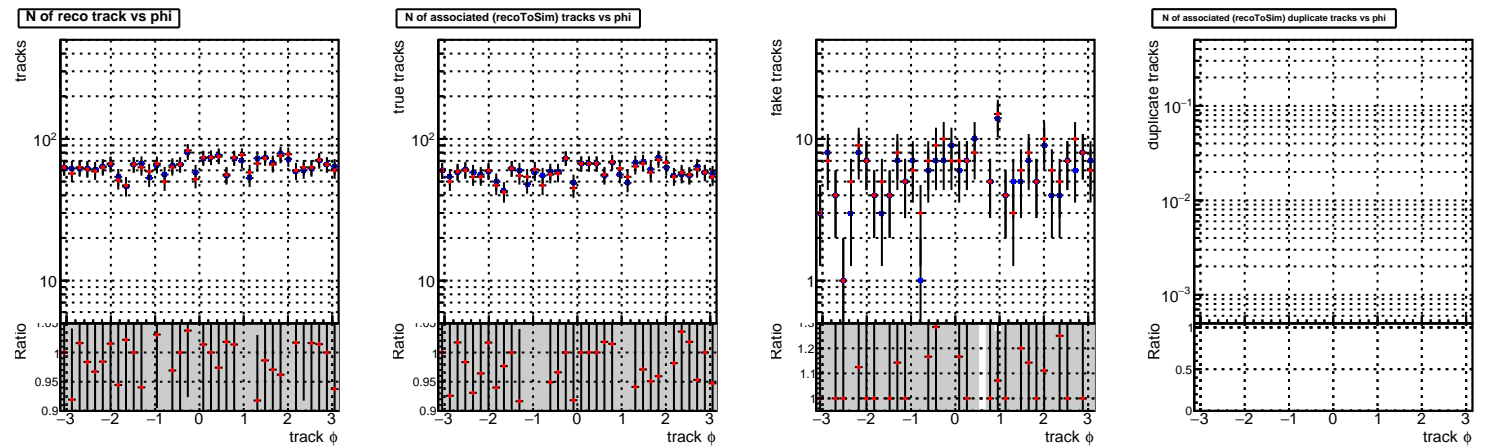 N of reco track vs phi
tracks
10²
10
Ratio
1
0.95
0.9
−3 −2 −1 0 1 2 3
track ϕ
N of associated (recoToSim) tracks vs phi
true tracks
10²
10
Ratio
1
0.95
0.9
−3 −2 −1 0 1 2 3
track ϕ
fake tracks
10
1
Ratio
1.3
1.2
1.1
1
−3 −2 −1 0 1 2 3
track ϕ
N of associated (recoToSim) duplicate tracks vs phi
duplicate tracks
10⁻¹
10⁻²
10⁻³
Ratio
1
0.5
0
−3 −2 −1 0 1 2 3
track ϕ